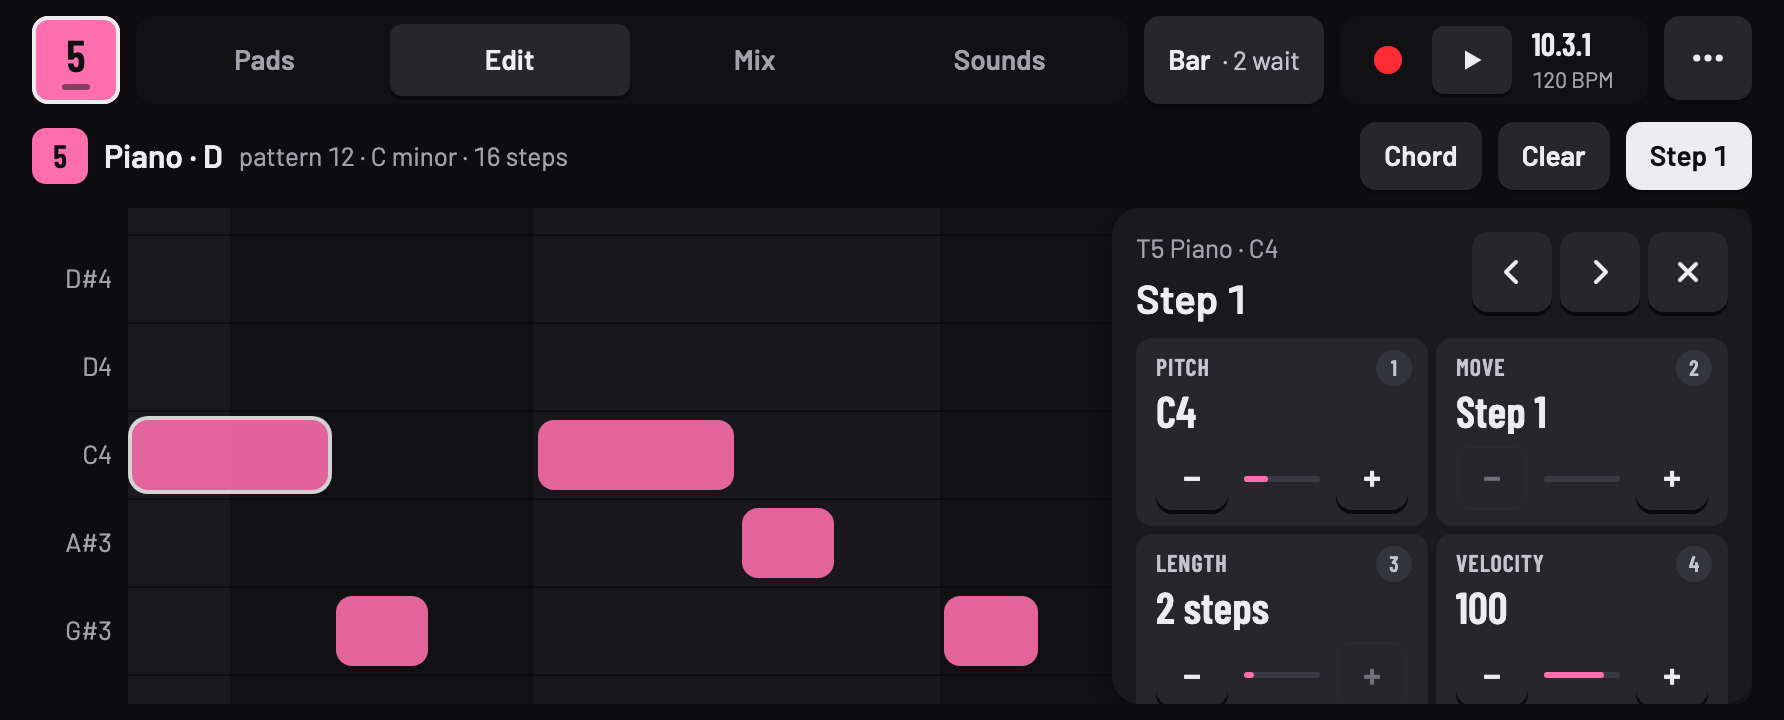 5
Pads
Edit
Mix
Sounds
Bar · 2 wait
10.3.1
120 BPM
5
Piano · D pattern 12 · C minor · 16 steps
Chord
Clear
Step 1
D#4
D4
C4
A#3
G#3
T5 Piano · C4
Step 1
PITCH
1
C4
MOVE
2
Step 1
LENGTH
3
2 steps
VELOCITY
4
100